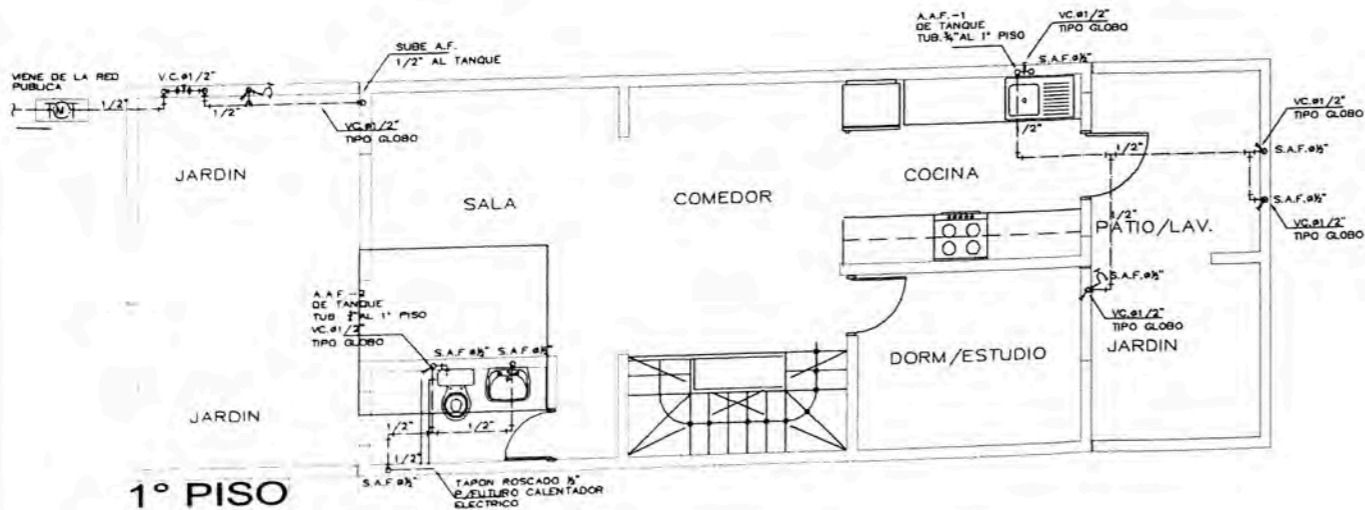 VIENE DE LA RED
PUBLICA
M
1/2"
V.C.ø1/2"
1/2"
SUBE A.F.
1/2" AL TANQUE
VC.ø1/2"
TIPO GLOBO
A.A.F.-1
DE TANQUE
TUB.¾"AL 1° PISO
VC.ø1/2"
TIPO GLOBO
S.A.F.ø½"
1/2"
1/2"
VC.ø1/2"
TIPO GLOBO
S.A.F.ø½"
S.A.F.ø½"
VC.ø1/2"
TIPO GLOBO
JARDIN
SALA
COMEDOR
COCINA
1/2"
PATIO/LAV.
S.A.F.ø½"
VC.ø1/2"
TIPO GLOBO
JARDIN
A.A.F.-2
DE TANQUE
TUB. AL 1° PISO
VC.ø1/2"
TIPO GLOBO
S.A.F ø½"
S.A.F.ø½"
DORM/ESTUDIO
JARDIN
1/2"
1/2"
1/2"
S.A.F.ø½"
TAPON ROSCADO ½"
P/FUTURO CALENTADOR
ELECTRICO
1° PISO